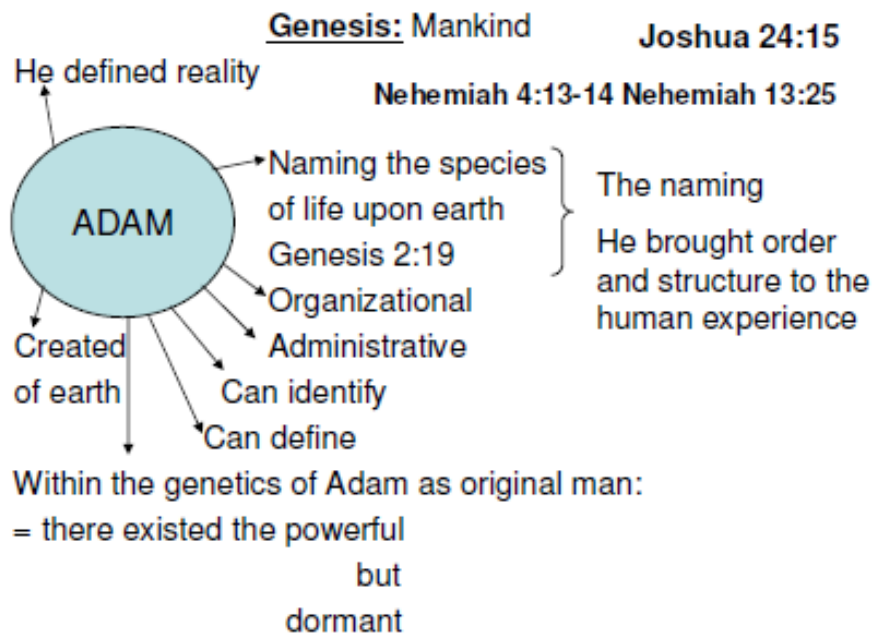 Genesis: Mankind
Joshua 24:15
He defined reality
Nehemiah 4:13-14 Nehemiah 13:25
ADAM
Naming the species
of life upon earth
Genesis 2:19
The naming
He brought order
and structure to the
human experience
Organizational
Administrative
Can identify
Can define
Created
of earth
Within the genetics of Adam as original man:
= there existed the powerful
but
dormant